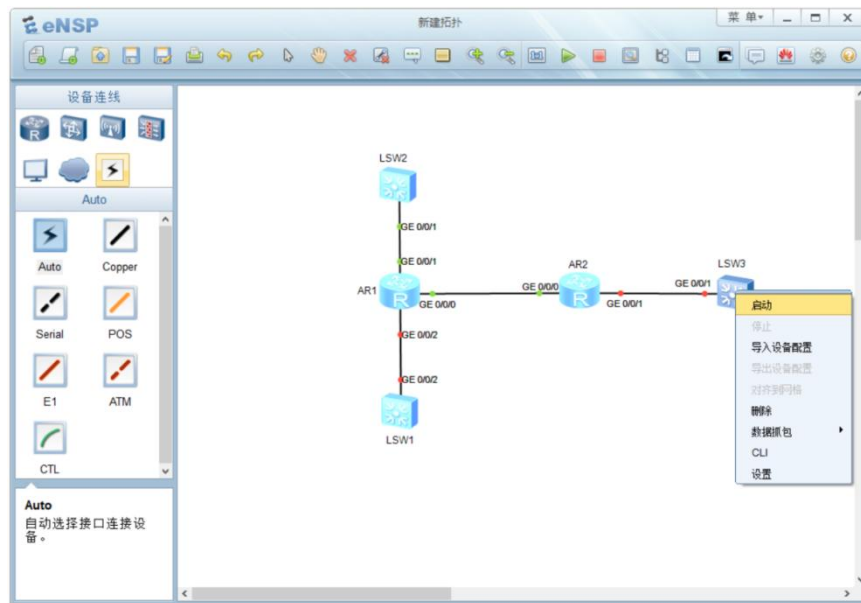 eNSP
新建拓扑
菜 单
设备连线
R
Auto
Auto
Copper
Serial
POS
E1
ATM
CTL
Auto
自动选择接口连接设
备。
LSW2
GE 0/0/1
GE 0/0/1
AR1
R
GE 0/0/0
GE 0/0/2
GE 0/0/2
LSW1
AR2
GE 0/0/0
R
GE 0/0/1
LSW3
GE 0/0/1
启动
停止
导入设备配置
导出设备配置
对齐到网格
删除
数据抓包
CLI
设置